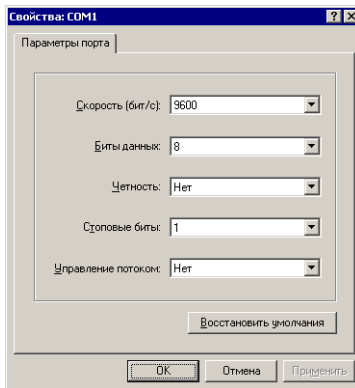 Свойства: COM1
Параметры порта
Скорость (бит/с): 9600
Биты данных: 8
Четность: Нет
Стоповые биты: 1
Управление потоком: Нет
Восстановить умолчания
OK Отмена Применить